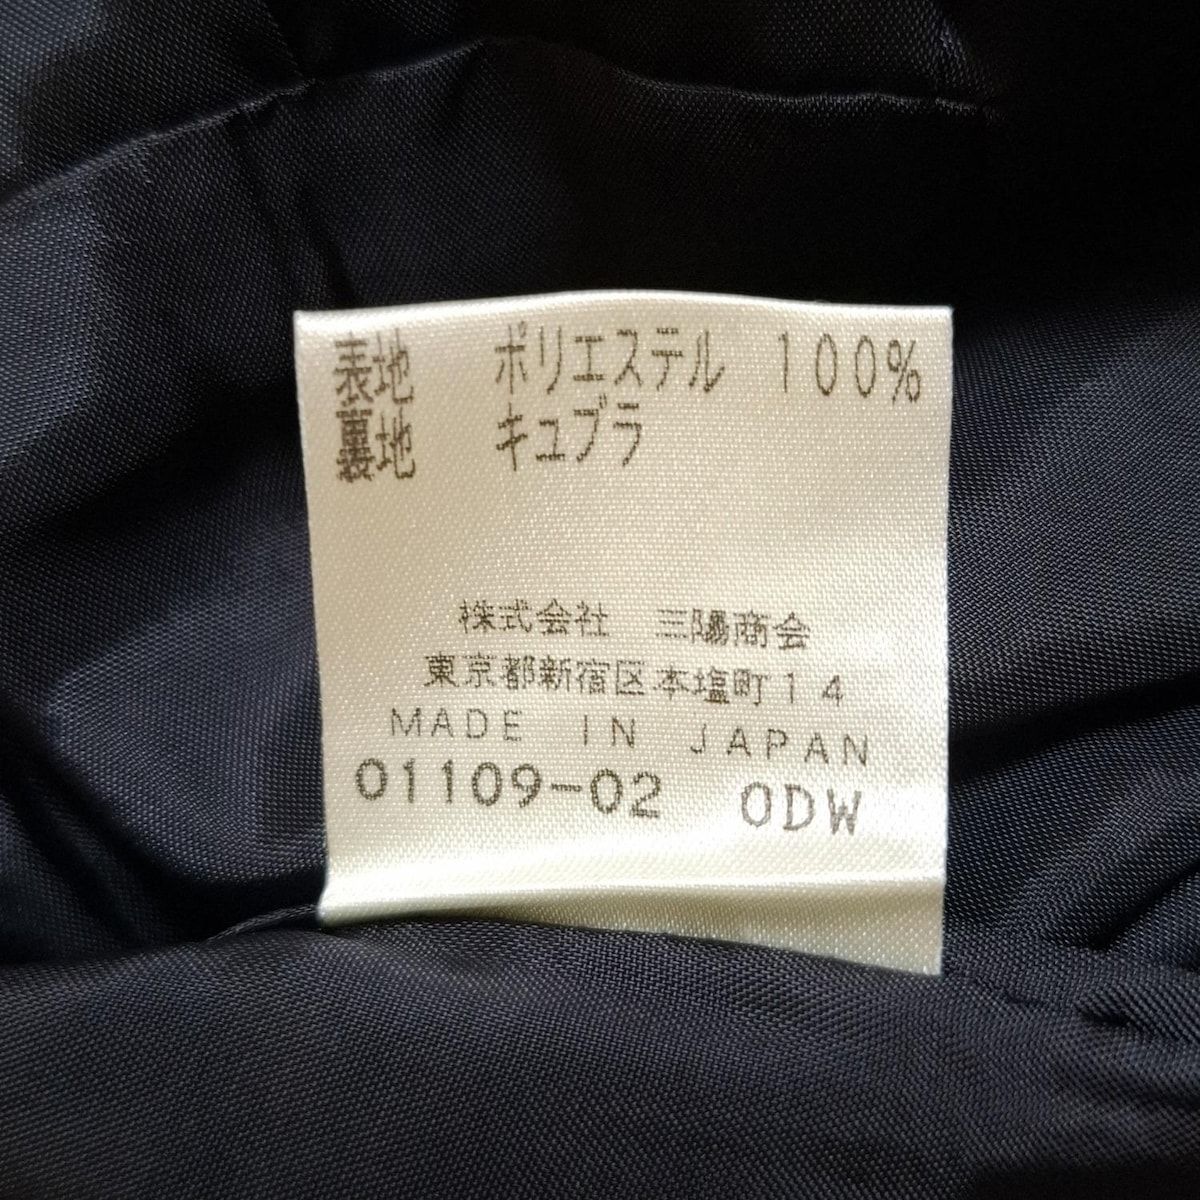 表地 ポリエステル 100%
裏地 キュプラ
株式会社 三陽商会
東京都新宿区本塩町14
MADE IN JAPAN
01109-02 0DW